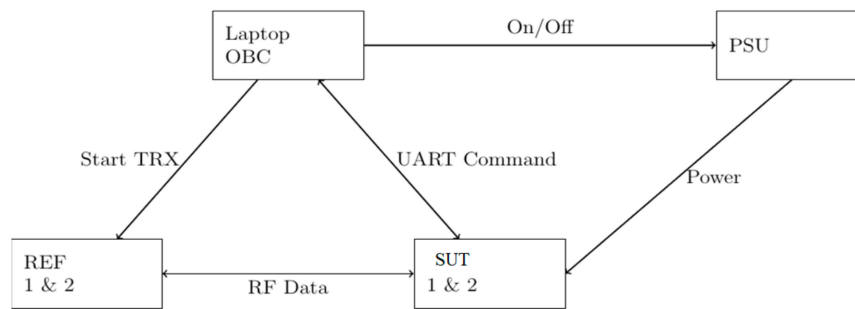 On/Off
Laptop
OBC
PSU
Start TRX
UART Command
Power
REF
1 & 2
SUT
1 & 2
RF Data